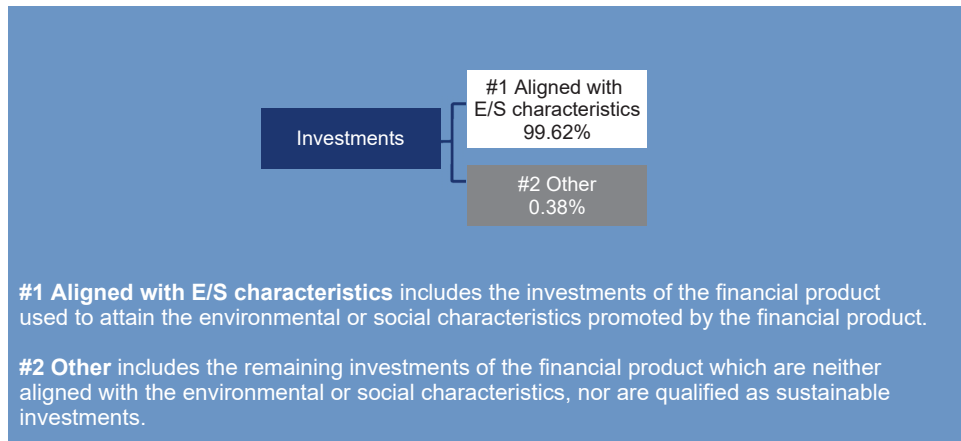 #1 Aligned with
E/S characteristics
99.62%
Investments
#2 Other
0.38%
#1 Aligned with E/S characteristics includes the investments of the financial product
used to attain the environmental or social characteristics promoted by the financial product.
#2 Other includes the remaining investments of the financial product which are neither
aligned with the environmental or social characteristics, nor are qualified as sustainable
investments.